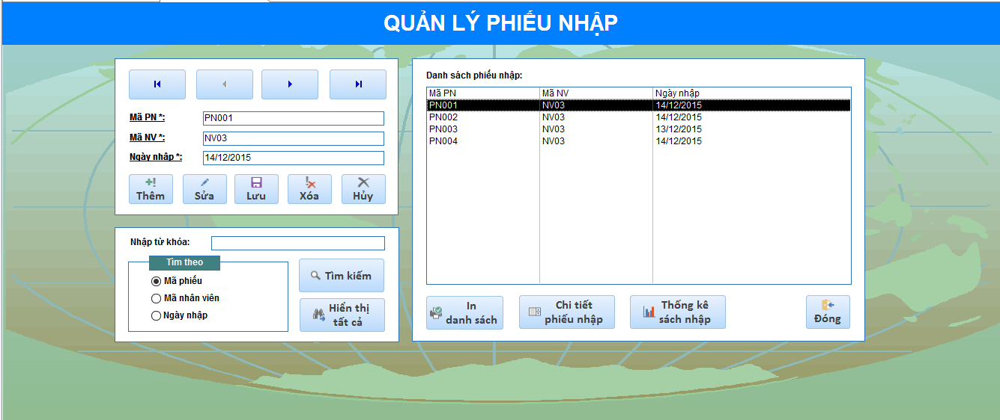 QUẢN LÝ PHIẾU NHẬP
Mã PN *:
PN001
Mã NV *:
NV03
Ngày nhập *:
14/12/2015
Thêm
Sửa
Lưu
Xóa
Hủy
Nhập từ khóa:
Tìm theo
Mã phiếu
Mã nhân viên
Ngày nhập
Tìm kiếm
Hiển thị
tất cả
Danh sách phiếu nhập:
Mã PN Mã NV Ngày nhập
PN001 NV03 14/12/2015
PN002 NV03 14/12/2015
PN003 NV03 13/12/2015
PN004 NV03 14/12/2015
In
danh sách
Chi tiết
phiếu nhập
Thống kê
sách nhập
Đóng